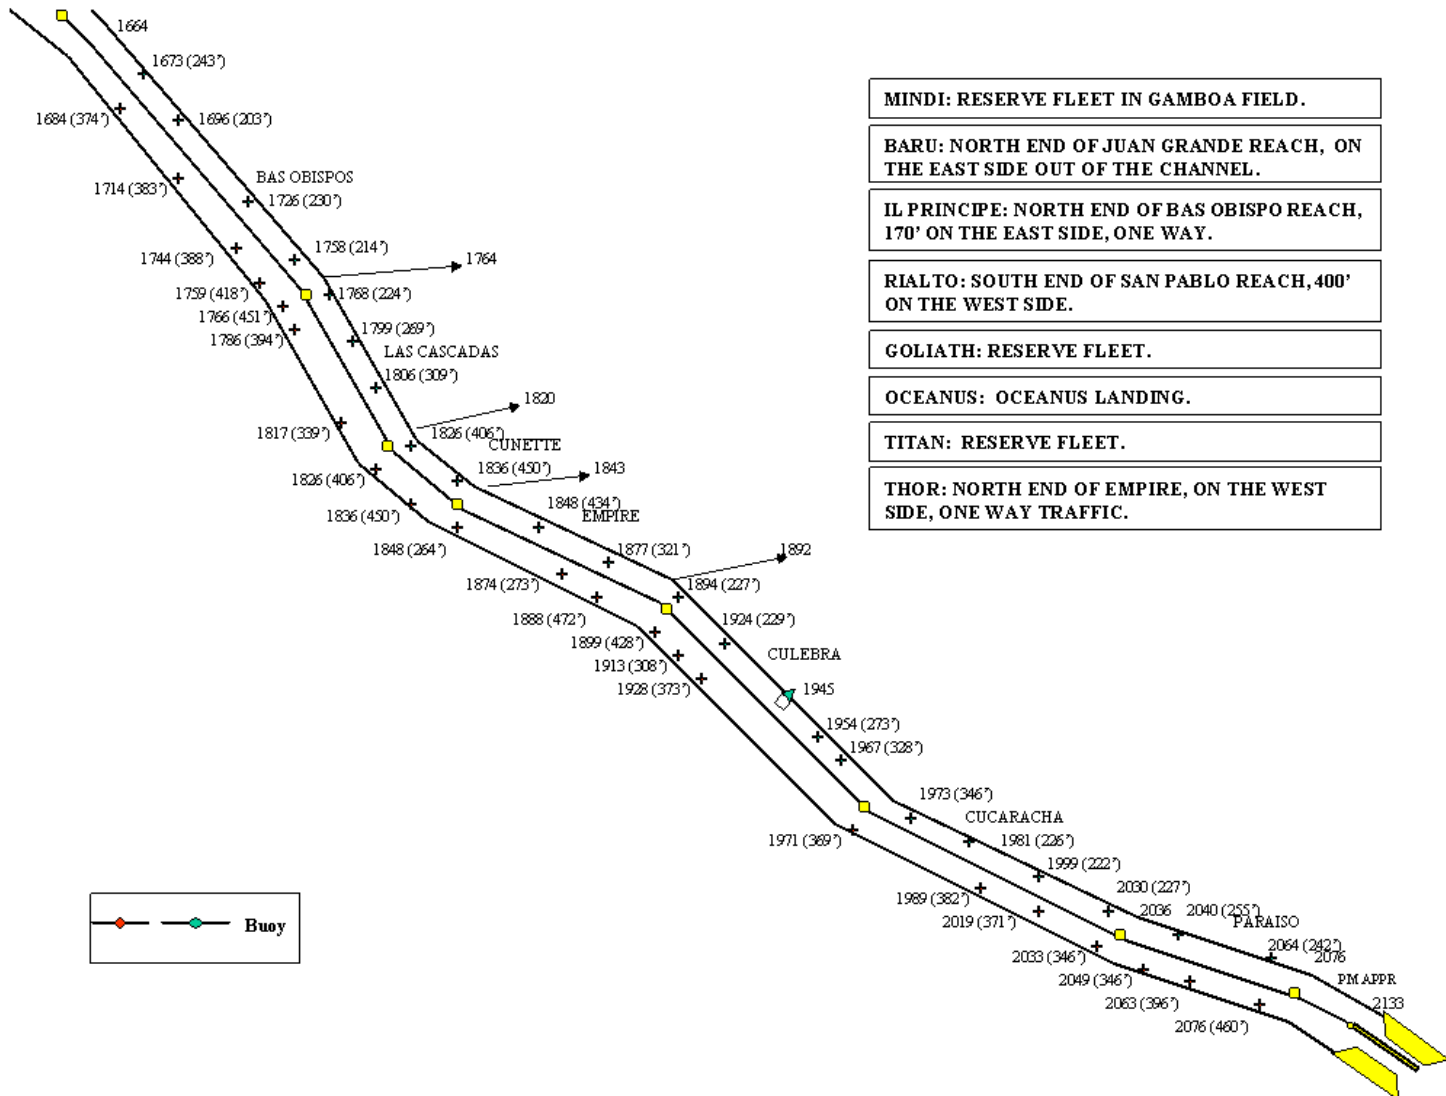 1664
1673 (243’)
1684 (374’)
1696 (203’)
1714 (383’)
BAS OBISPOS
1726 (230’)
1744 (388’)
1758 (214’)
1764
1759 (418’)
1768 (224’)
1766 (451’)
1786 (394’)
1799 (269’)
LAS CASCADAS
1806 (309’)
1820
1817 (339’)
1826 (406’)
CUNETTE
1826 (406’)
1836 (450’)
1843
1836 (450’)
1848 (434’)
EMPIRE
1848 (264’)
1877 (321’)
1892
1874 (273’)
1894 (227’)
1888 (472’)
1924 (229’)
1899 (428’)
CULEBRA
1913 (308’)
1928 (373’)
1945
1954 (273’)
1967 (328’)
1973 (346’)
CUCARACHA
1971 (369’)
1981 (226’)
1999 (222’)
2030 (227’)
1989 (382’)
2036
2040 (255’)
2019 (371’)
PARAISO
2033 (346’)
2064 (242’)
2076
2049 (346’)
PM APPR
2063 (396’)
2133
2076 (460’)
MINDI: RESERVE FLEET IN GAMBOA FIELD.
BARU: NORTH END OF JUAN GRANDE REACH, ON
THE EAST SIDE OUT OF THE CHANNEL.
IL PRINCIPE: NORTH END OF BAS OBISPO REACH,
170' ON THE EAST SIDE, ONE WAY.
RIALTO: SOUTH END OF SAN PABLO REACH, 400'
ON THE WEST SIDE.
GOLIATH: RESERVE FLEET.
OCEANUS: OCEANUS LANDING.
TITAN: RESERVE FLEET.
THOR: NORTH END OF EMPIRE, ON THE WEST
SIDE, ONE WAY TRAFFIC.
Buoy